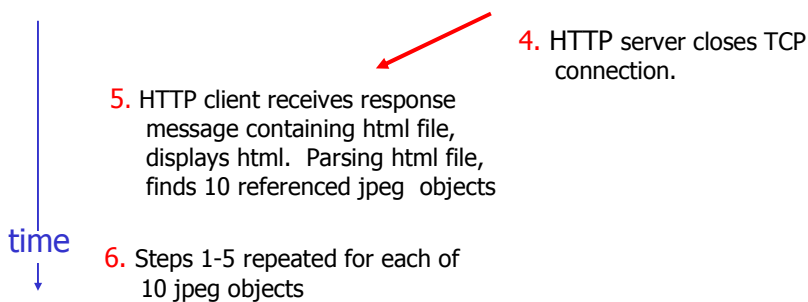 4. HTTP server closes TCP
connection.
5. HTTP client receives response
message containing html file,
displays html. Parsing html file,
finds 10 referenced jpeg objects
time
6. Steps 1-5 repeated for each of
10 jpeg objects